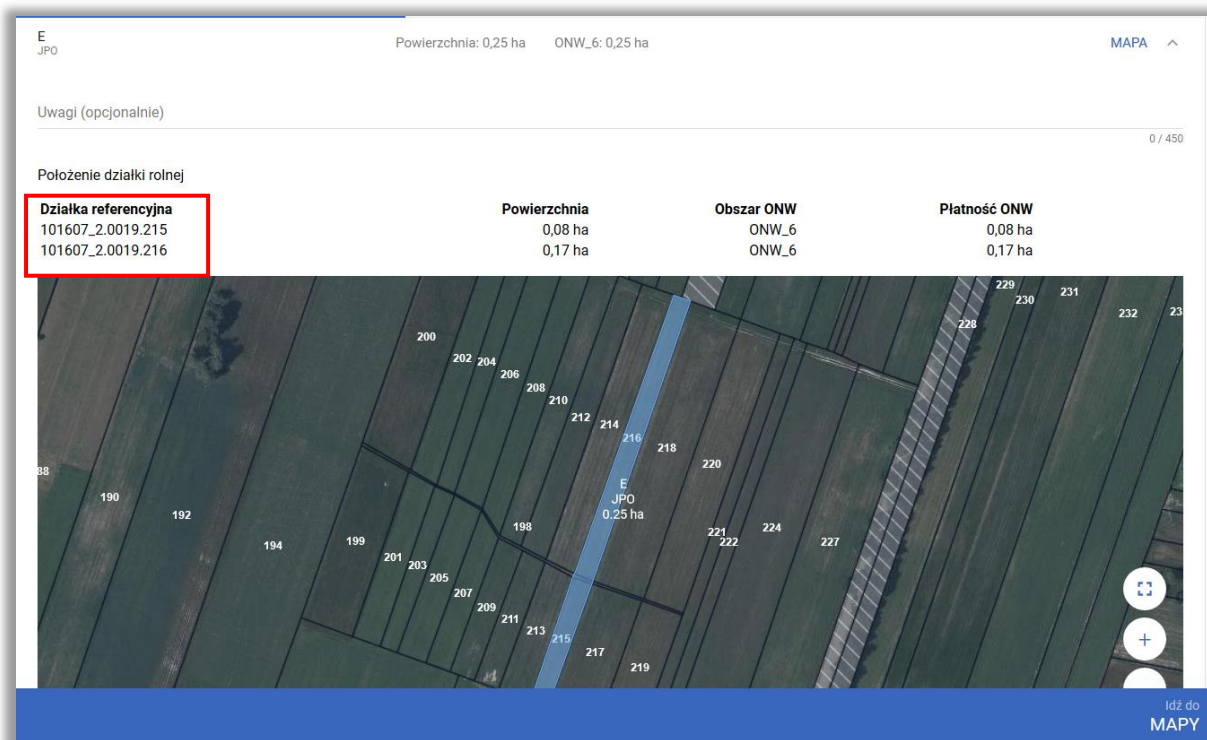 E
JPO
Powierzchnia: 0,25 ha ONW_6: 0,25 ha MAPA
Uwagi (opcjonalnie)
0 / 450
Położenie działki rolnej
Działka referencyjna Powierzchnia Obszar ONW Płatność ONW
101607_2.0019.215 0,08 ha ONW_6 0,08 ha
101607_2.0019.216 0,17 ha ONW_6 0,17 ha
229
230
231
232
228
200
202
204
206
208
210
212
214
216
218
220
E
JPO
0.25 ha
88
190
192
194
199
198
221
222
224
227
201
203
205
207
209
211
213
215
217
219
+
Idź do
MAPY